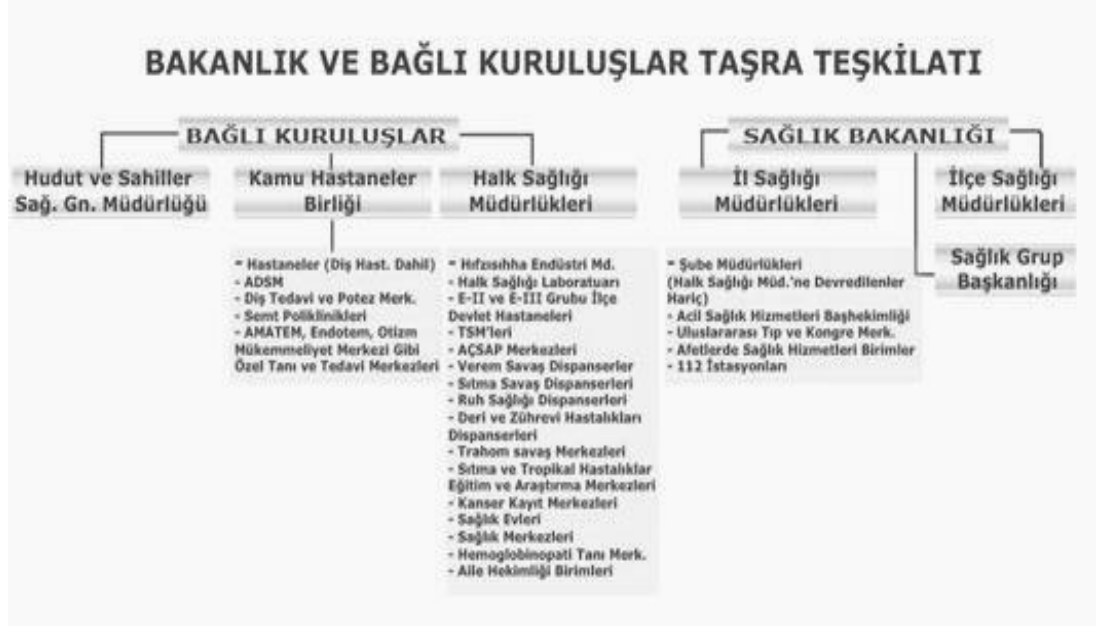 BAKANLIK VE BAĞLI KURULUŞLAR TAŞRA TEŞKİLATI
BAĞLI KURULUŞLAR
Hudut ve Sahiller
Sağ. Gn. Müdürlüğü
Kamu Hastaneler
Birliği
- Hastaneler (Diş Hast. Dahil)
- ADSM
- Diş Tedavi ve Potez Merk.
- Semt Poliklinikleri
- AMATEM, Endotem, Otizm
Mükemmeliyet Merkezi Gibi
Özel Tanı ve Tedavi Merkezleri
Halk Sağlığı
Müdürlükleri
- Hıfzısıhha Endüstri Md.
- Halk Sağlığı Laboratuarı
- E-II ve E-III Grubu İlçe
Devlet Hastaneleri
- TSM'leri
- AÇSAP Merkezleri
- Verem Savaş Dispanserler
- Sıtma Savaş Dispanserleri
- Ruh Sağlığı Dispanserleri
- Deri ve Zührevi Hastalıkları
Dispanserleri
- Trahom savaş Merkezleri
- Sıtma ve Tropikal Hastalıklar
Eğitim ve Araştırma Merkezleri
- Kanser Kayıt Merkezleri
- Sağlık Evleri
- Sağlık Merkezleri
- Hemoglobinopati Tanı Merk.
- Aile Hekimliği Birimleri
SAĞLIK BAKANLIĞI
İl Sağlığı
Müdürlükleri
- Şube Müdürlükleri
(Halk Sağlığı Müd.'ne Devredilenler
Hariç)
- Acil Sağlık Hizmetleri Başhekimliği
- Uluslararası Tıp ve Kongre Merk.
- Afetlerde Sağlık Hizmetleri Birimler
- 112 İstasyonları
İlçe Sağlığı
Müdürlükleri
Sağlık Grup
Başkanlığı